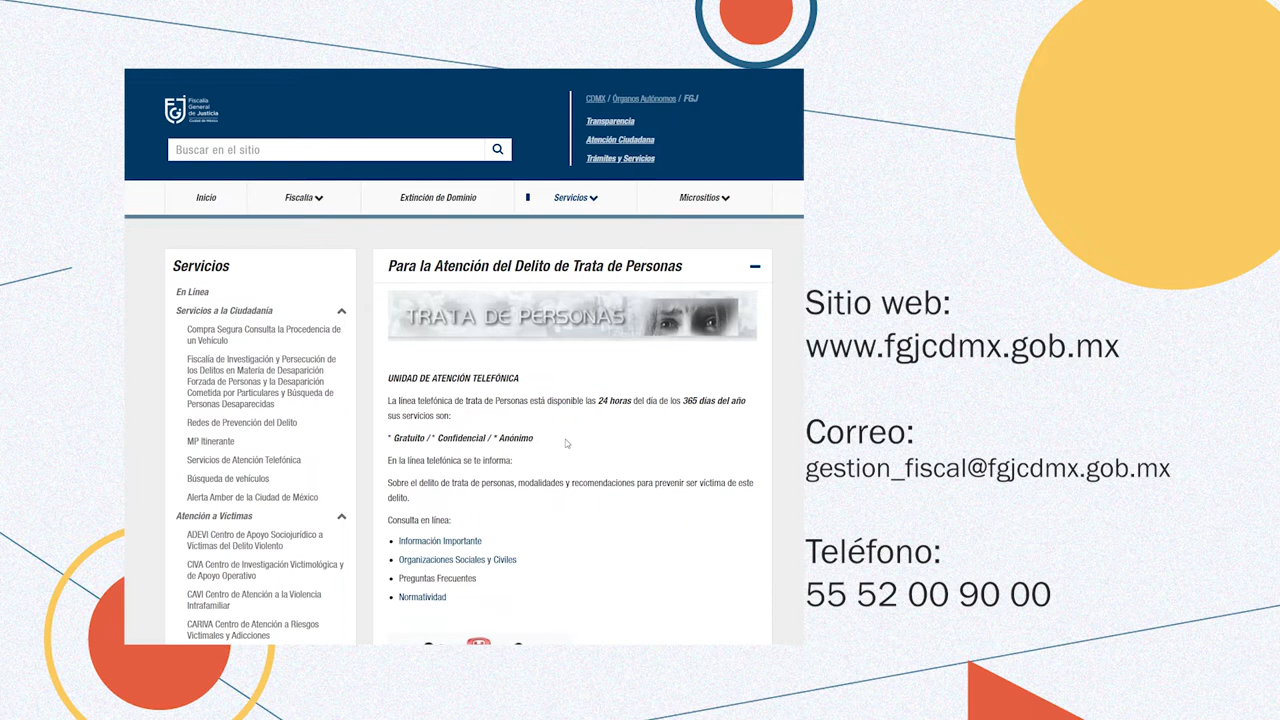 Fiscalía
General
de Justicia
Ciudad de México
CDMX / Órganos Autónomos / FGJ
Transparencia
Atención Ciudadana
Trámites y Servicios
Buscar en el sitio
Inicio
Fiscalía
Extinción de Dominio
Servicios
Micrositios
Servicios
En Línea
Servicios a la Ciudadanía
Compra Segura Consulta la Procedencia de
un Vehículo
Fiscalía de Investigación y Persecución de
los Delitos en Materia de Desaparición
Forzada de Personas y la Desaparición
Cometida por Particulares y Búsqueda de
Personas Desaparecidas
Redes de Prevención del Delito
MP Itinerante
Servicios de Atención Telefónica
Búsqueda de vehículos
Alerta Amber de la Ciudad de México
Atención a Víctimas
ADEVI Centro de Apoyo Sociojurídico a
Víctimas del Delito Violento
CIVA Centro de Investigación Victimológica y
de Apoyo Operativo
CAVI Centro de Atención a la Violencia
Intrafamiliar
CARIVA Centro de Atención a Riesgos
Victimales y Adicciones
Para la Atención del Delito de Trata de Personas
TRATA DE PERSONAS
UNIDAD DE ATENCIÓN TELEFÓNICA
La línea telefónica de trata de Personas está disponible las 24 horas del día de los 365 días del año
sus servicios son:
* Gratuito / * Confidencial / * Anónimo
En la línea telefónica se te informa:
Sobre el delito de trata de personas, modalidades y recomendaciones para prevenir ser víctima de este
delito.
Consulta en línea:
• Información Importante
• Organizaciones Sociales y Civiles
• Preguntas Frecuentes
• Normatividad
Sitio web:
www.fgjcdmx.gob.mx
Correo:
gestion_fiscal@fgjcdmx.gob.mx
Teléfono:
55 52 00 90 00